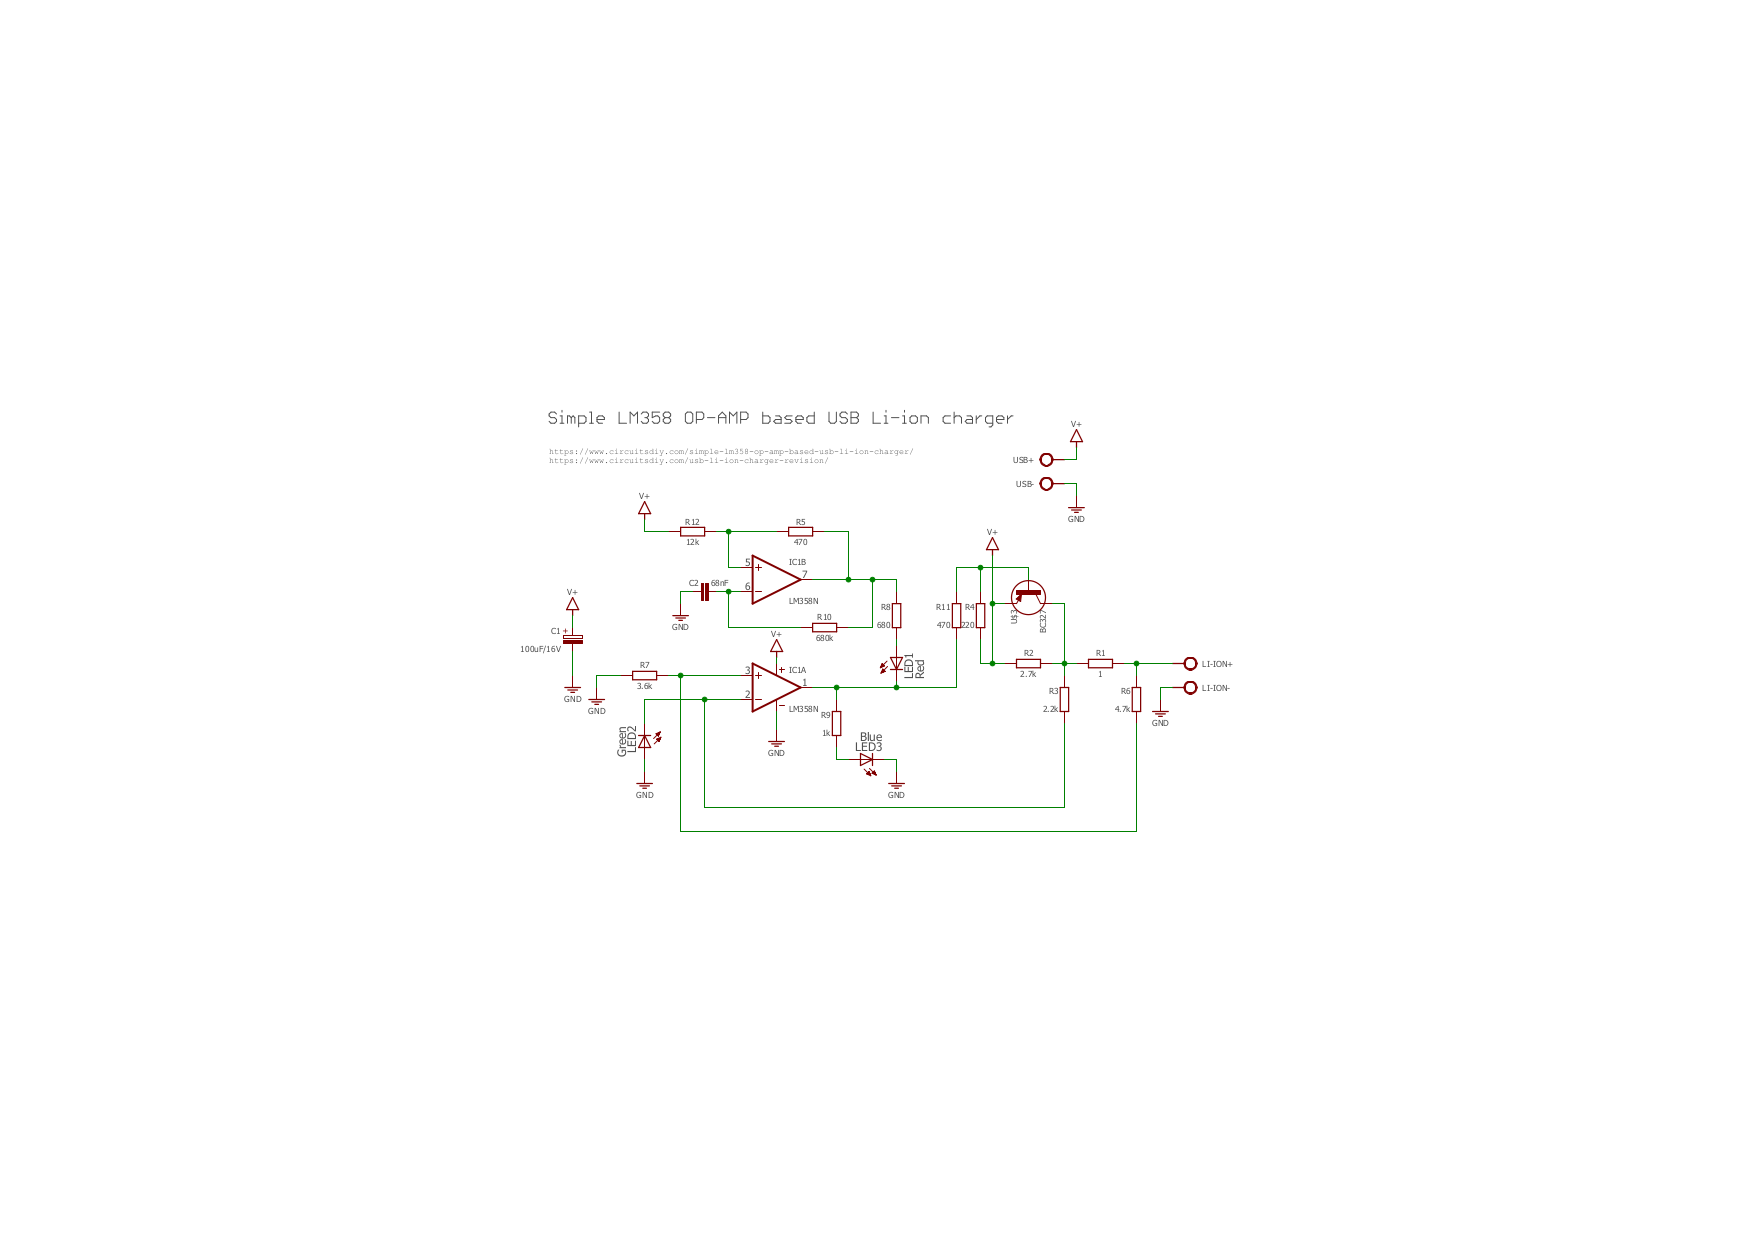 Simple LM358 OP-AMP based USB Li-ion charger
https://www.circuitsdiy.com/simple-lm358-op-amp-based-usb-li-ion-charger/
https://www.circuitsdiy.com/usb-li-ion-charger-revision/
V+
USB+
USB-
GND
V+
R12
12k
R5
470
5
6
7
+
-
IC1B
LM358N
C2
68nF
GND
R10
680k
R8
680
LED1
Red
V+
C1
+
100uF/16V
GND
R7
3.6k
GND
V+
+
-
3
2
1
+
-
IC1A
LM358N
GND
Green
LED2
GND
R9
1k
Blue
LED3
GND
V+
R11
470
R4
220
U$3
BC327
R2
2.7k
R1
1
R3
2.2k
R6
4.7k
LI-ION+
LI-ION-
GND